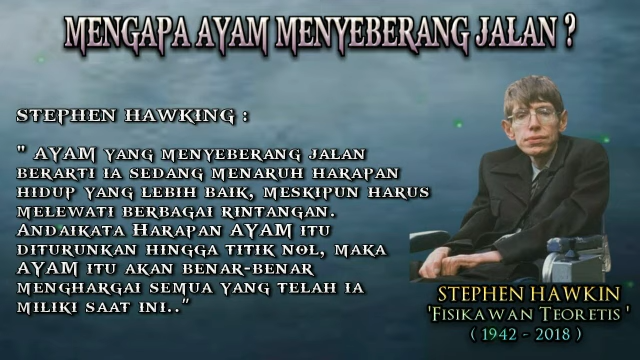 MENGAPA AYAM MENYEBERANG JALAN ?
STEPHEN HAWKING :
" AYAM YANG MENYEBERANG JALAN
BERARTI IA SEDANG MENARUH HARAPAN
HIDUP YANG LEBIH BAIK, MESKIPUN HARUS
MELEWATI BERBAGAI RINTANGAN.
ANDAIKATA HARAPAN AYAM ITU
DITURUNKAN HINGGA TITIK NOL, MAKA
AYAM ITU AKAN BENAR-BENAR
MENGHARGAI SEMUA YANG TELAH IA
MILIKI SAAT INI.."
STEPHEN HAWKIN
'FISIKAWAN TEORETIS '
( 1942 - 2018 )